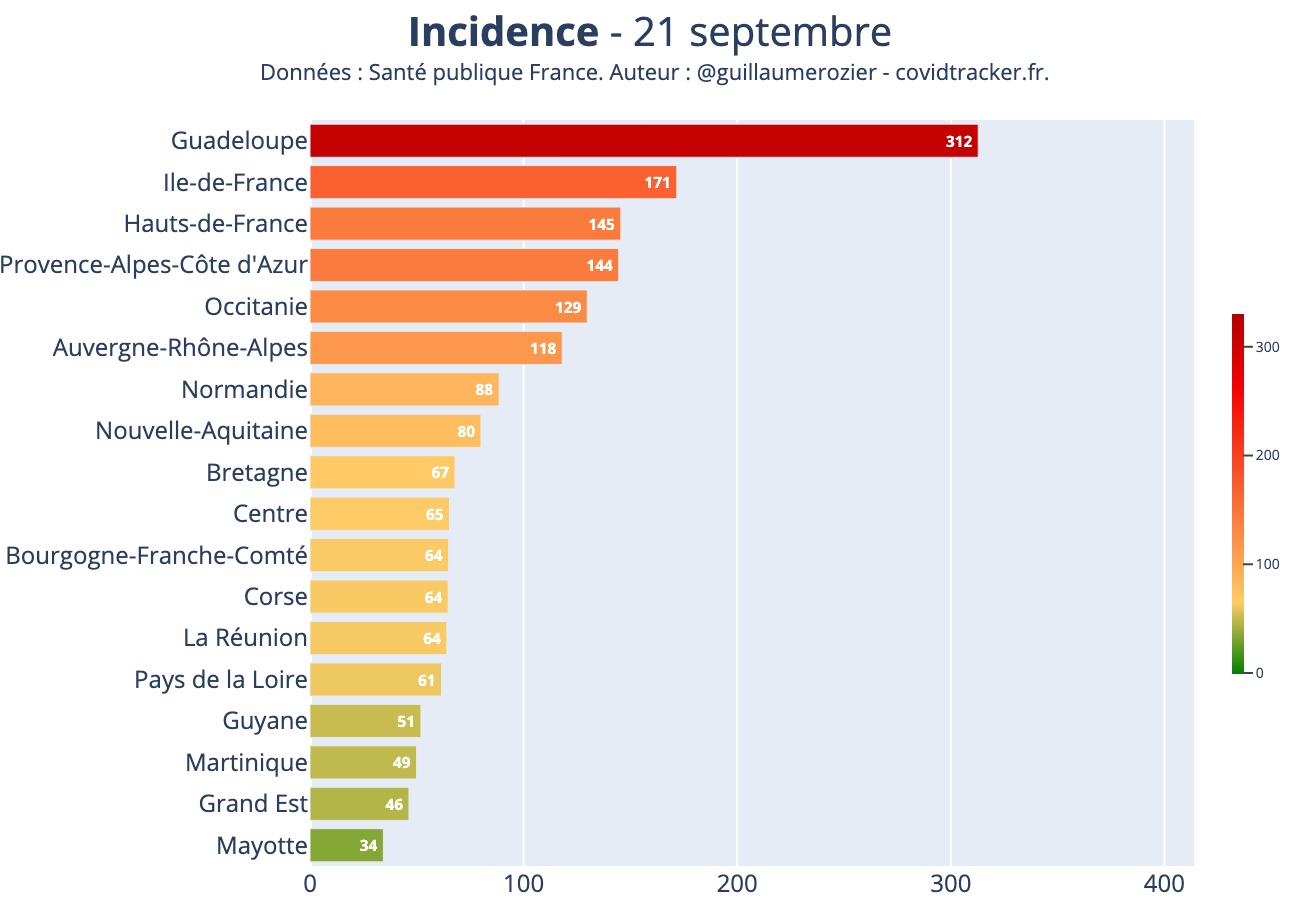 Incidence - 21 septembre
Données : Santé publique France. Auteur : @guillaumerozier - covidtracker.fr.
Guadeloupe 312
Ile-de-France 171
Hauts-de-France 145
Provence-Alpes-Côte d'Azur 144
Occitanie 129
Auvergne-Rhône-Alpes 118
Normandie 88
Nouvelle-Aquitaine 80
Bretagne 67
Centre 65
Bourgogne-Franche-Comté 64
Corse 64
La Réunion 64
Pays de la Loire 61
Guyane 51
Martinique 49
Grand Est 46
Mayotte 34
0 100 200 300 400
300
200
100
0